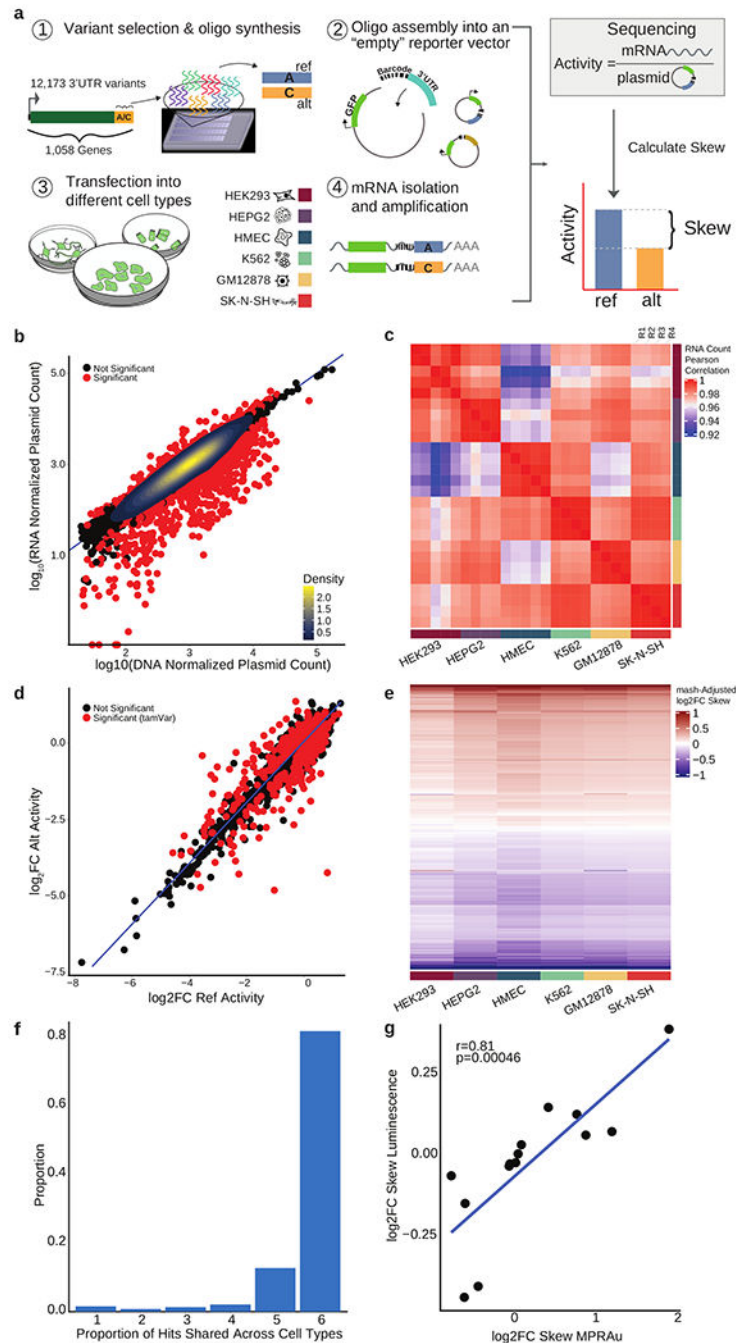 a
1 Variant selection & oligo synthesis
12,173 3'UTR variants
A/C
1,058 Genes
ref
A
C
alt
2 Oligo assembly into an
"empty" reporter vector
Barcode
3'UTR
GFP
Sequencing
Activity = mRNA
plasmid
Calculate Skew
3 Transfection into
different cell types
HEK293
HEPG2
HMEC
K562
GM12878
SK-N-SH
4 mRNA isolation
and amplification
A AAA
C AAA
Activity
Skew
ref alt
b
Not Significant
Significant
log10(RNA Normalized Plasmid Count)
5.0
3.0
1.0
Density
2.0
1.5
1.0
0.5
2 3 4 5
log10(DNA Normalized Plasmid Count)
c
R1
R2
R3
R4
RNA Count
Pearson
Correlation
1
0.98
0.96
0.94
0.92
HEK293
HEPG2
HMEC
K562
GM12878
SK-N-SH
d
Not Significant
Significant (tamVar)
log2FC Alt Activity
0.0
−2.5
−5.0
−7.5
−8 −6 −4 −2 0
log2FC Ref Activity
e
mash-Adjusted
log2FC Skew
1
0.5
0
−0.5
−1
HEK293
HEPG2
HMEC
K562
GM12878
SK-N-SH
f
Proportion
0.8
0.6
0.4
0.2
0.0
1 2 3 4 5 6
Proportion of Hits Shared Across Cell Types
g
r=0.81
p=0.00046
log2FC Skew Luminescence
0.25
0.00
−0.25
0 1 2
log2FC Skew MPRAu